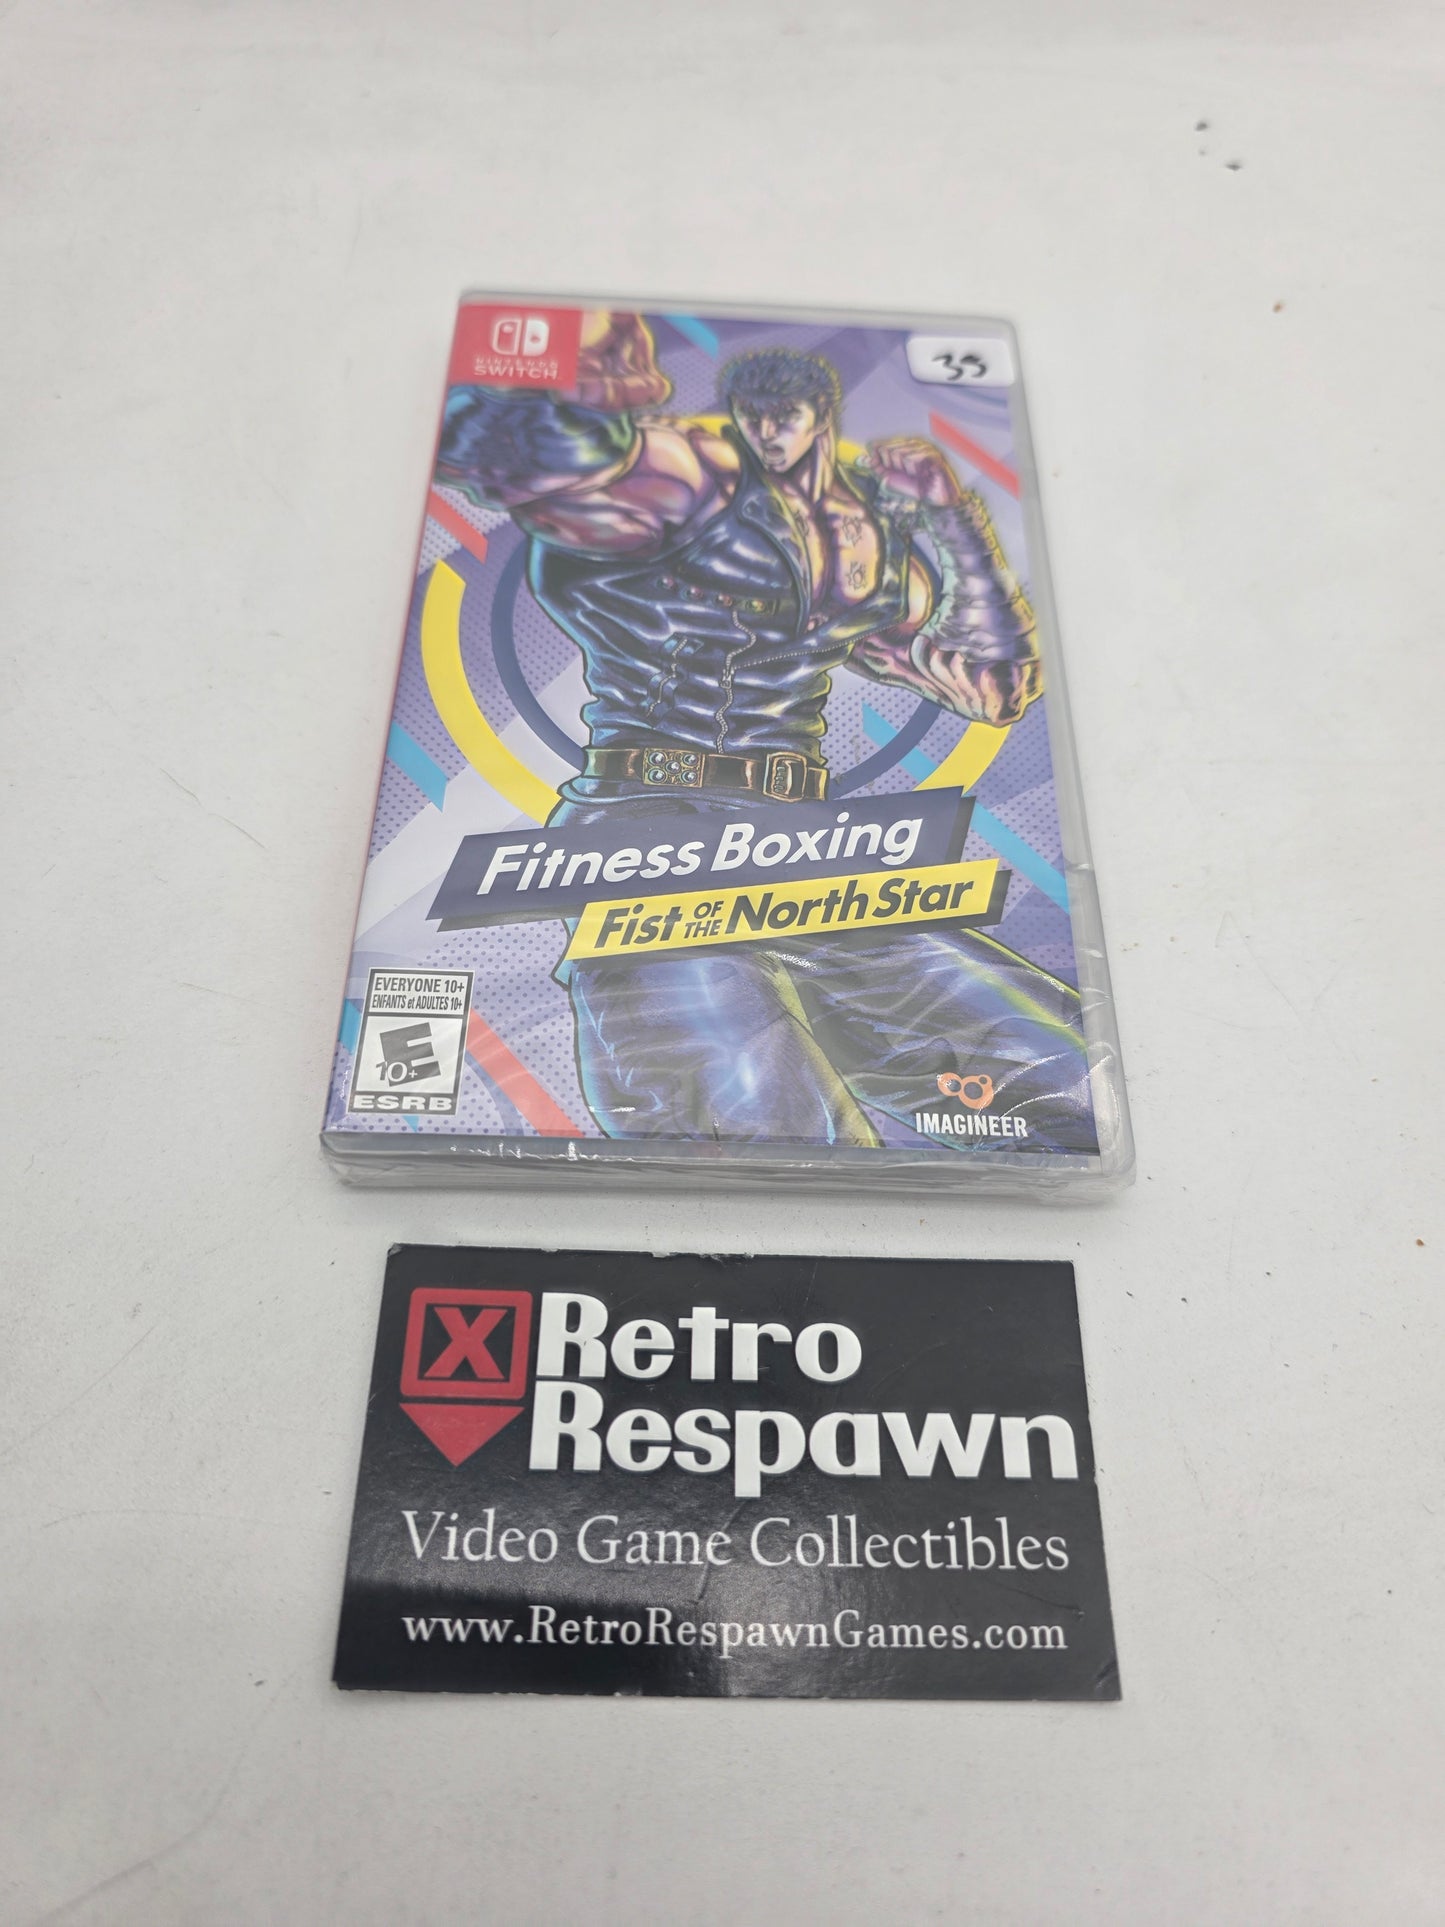 NINTENDO
SWITCH
35
Fitness Boxing
Fist OF THE North Star
EVERYONE 10+
ENFANTS et ADULTES 10+
E
10+
ESRB
IMAGINEER
X Retro
Respawn
Video Game Collectibles
www.RetroRespawnGames.com